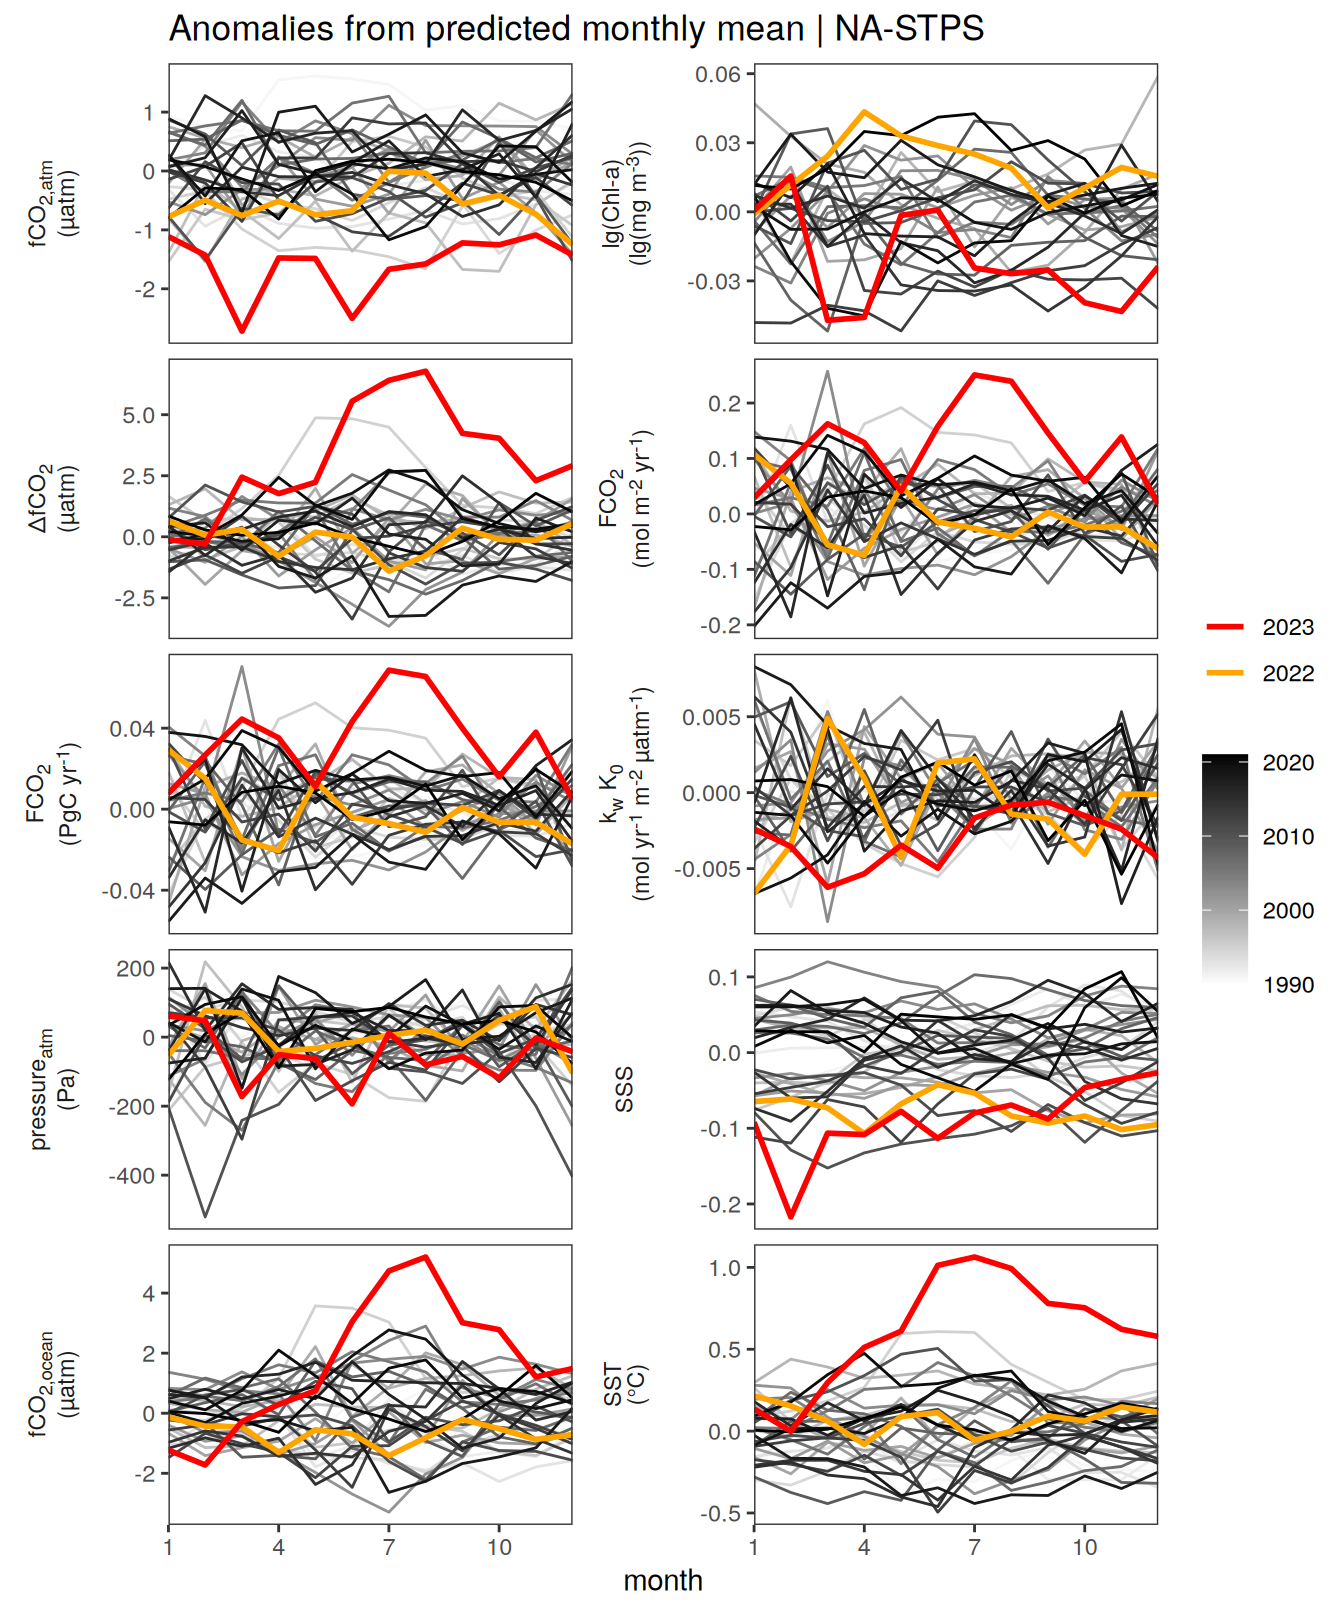 Anomalies from predicted monthly mean | NA-STPS
fCO2,atm
(µatm)
1
0
-1
-2
lg(Chl-a)
(lg(mg m-3))
0.06
0.03
0.00
-0.03
ΔfCO2
(µatm)
5.0
2.5
0.0
-2.5
FCO2
(mol m-2 yr-1)
0.2
0.1
0.0
-0.1
-0.2
FCO2
(PgC yr-1)
0.04
0.00
-0.04
kw K0
(mol yr-1 m-2 µatm-1)
0.005
0.000
-0.005
pressureatm
(Pa)
200
0
-200
-400
SSS
0.1
0.0
-0.1
-0.2
fCO2,ocean
(µatm)
4
2
0
-2
SST
(°C)
1.0
0.5
0.0
-0.5
1 4 7 10
1 4 7 10
month
2023
2022
2020
2010
2000
1990